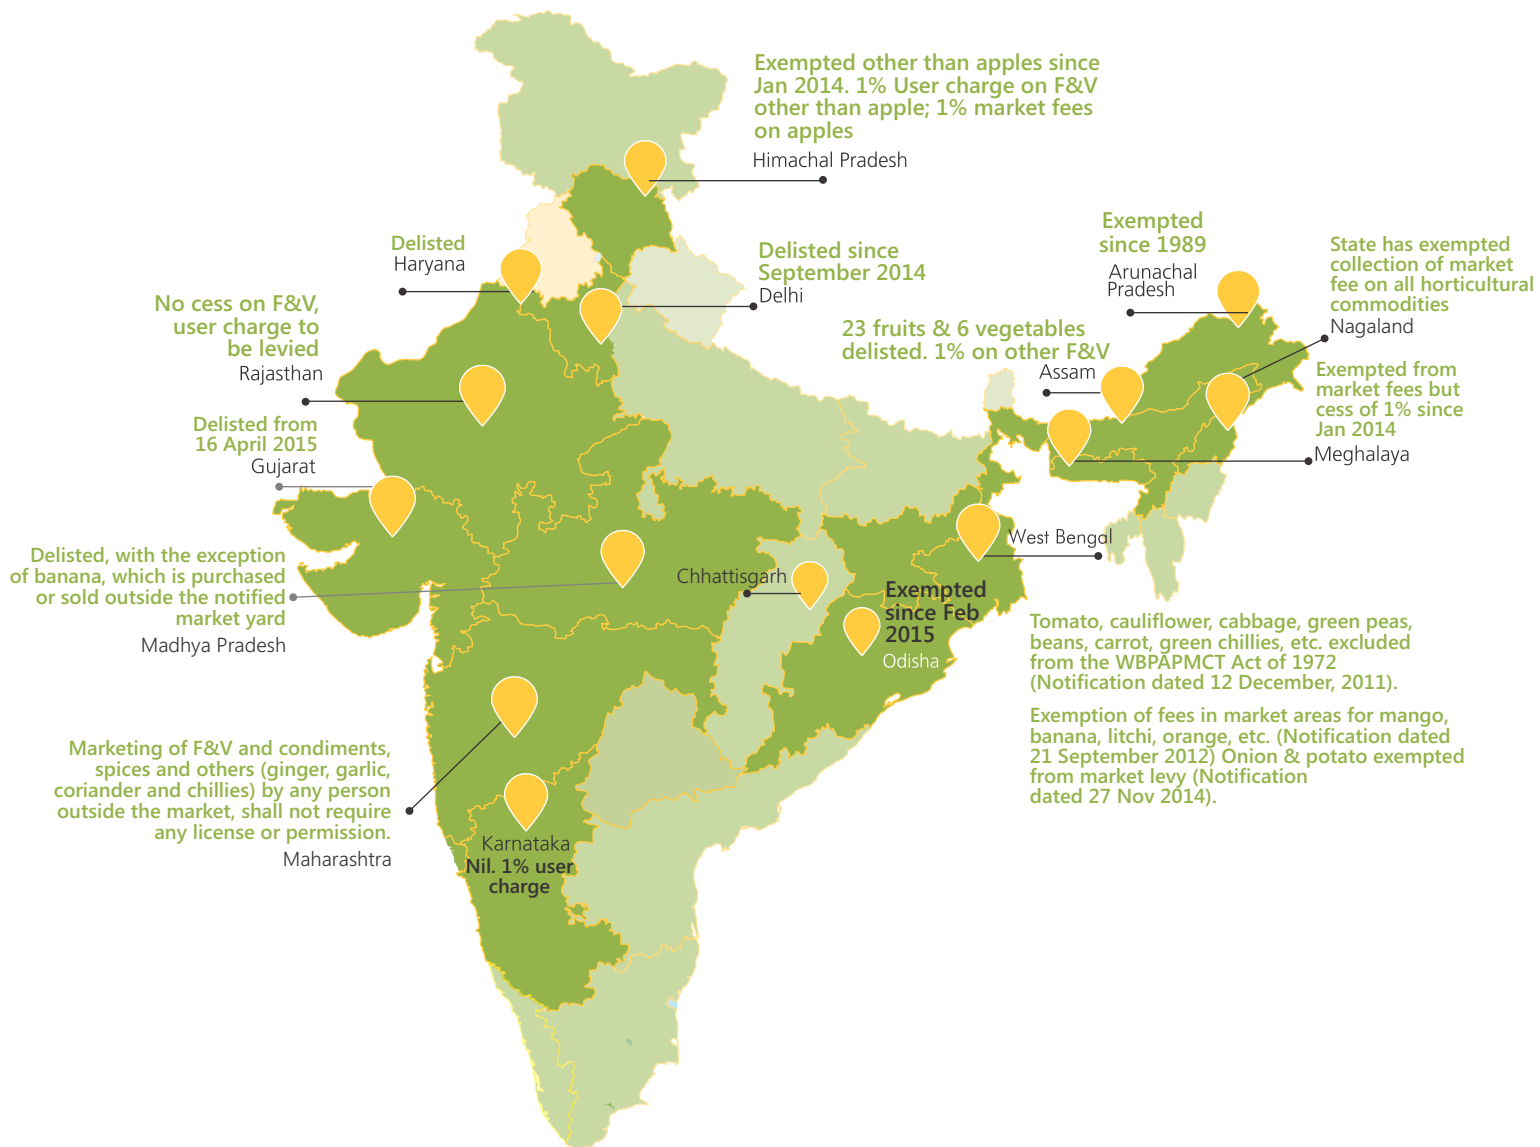 Exempted other than apples since
Jan 2014. 1% User charge on F&V
other than apple; 1% market fees
on apples
Himachal Pradesh
Delisted
Haryana
Delisted since
September 2014
Delhi
Exempted
since 1989
Arunachal
Pradesh
State has exempted
collection of market
fee on all horticultural
commodities
Nagaland
No cess on F&V,
user charge to
be levied
Rajasthan
23 fruits & 6 vegetables
delisted. 1% on other F&V
Assam
Exempted from
market fees but
cess of 1% since
Jan 2014
Meghalaya
Delisted from
16 April 2015
Gujarat
Delisted, with the exception
of banana, which is purchased
or sold outside the notified
market yard
Madhya Pradesh
Chhattisgarh
West Bengal
Exempted
since Feb
2015
Odisha
Tomato, cauliflower, cabbage, green peas,
beans, carrot, green chillies, etc. excluded
from the WBPAPMCT Act of 1972
(Notification dated 12 December, 2011).
Exemption of fees in market areas for mango,
banana, litchi, orange, etc. (Notification dated
21 September 2012) Onion & potato exempted
from market levy (Notification
dated 27 Nov 2014).
Marketing of F&V and condiments,
spices and others (ginger, garlic,
coriander and chillies) by any person
outside the market, shall not require
any license or permission.
Maharashtra
Karnataka
Nil. 1% user
charge